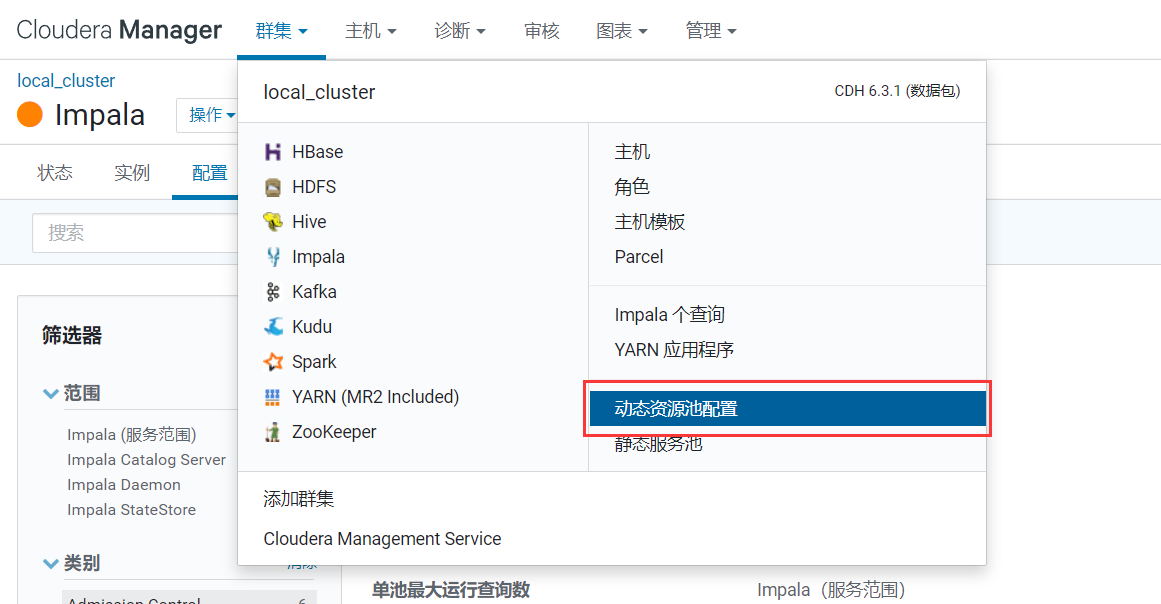 Cloudera Manager 群集 主机 诊断 审核 图表 管理
local_cluster
Impala 操作
状态 实例 配置
搜索
筛选器
范围
Impala (服务范围)
Impala Catalog Server
Impala Daemon
Impala StateStore
类别
清除
Admission Control 6
local_cluster CDH 6.3.1 (数据包)
HBase
HDFS
Hive
Impala
Kafka
Kudu
Spark
YARN (MR2 Included)
ZooKeeper
主机
角色
主机模板
Parcel
Impala 个查询
YARN 应用程序
动态资源池配置
静态服务池
添加群集
Cloudera Management Service
单池最大运行查询数 Impala（服务范围）